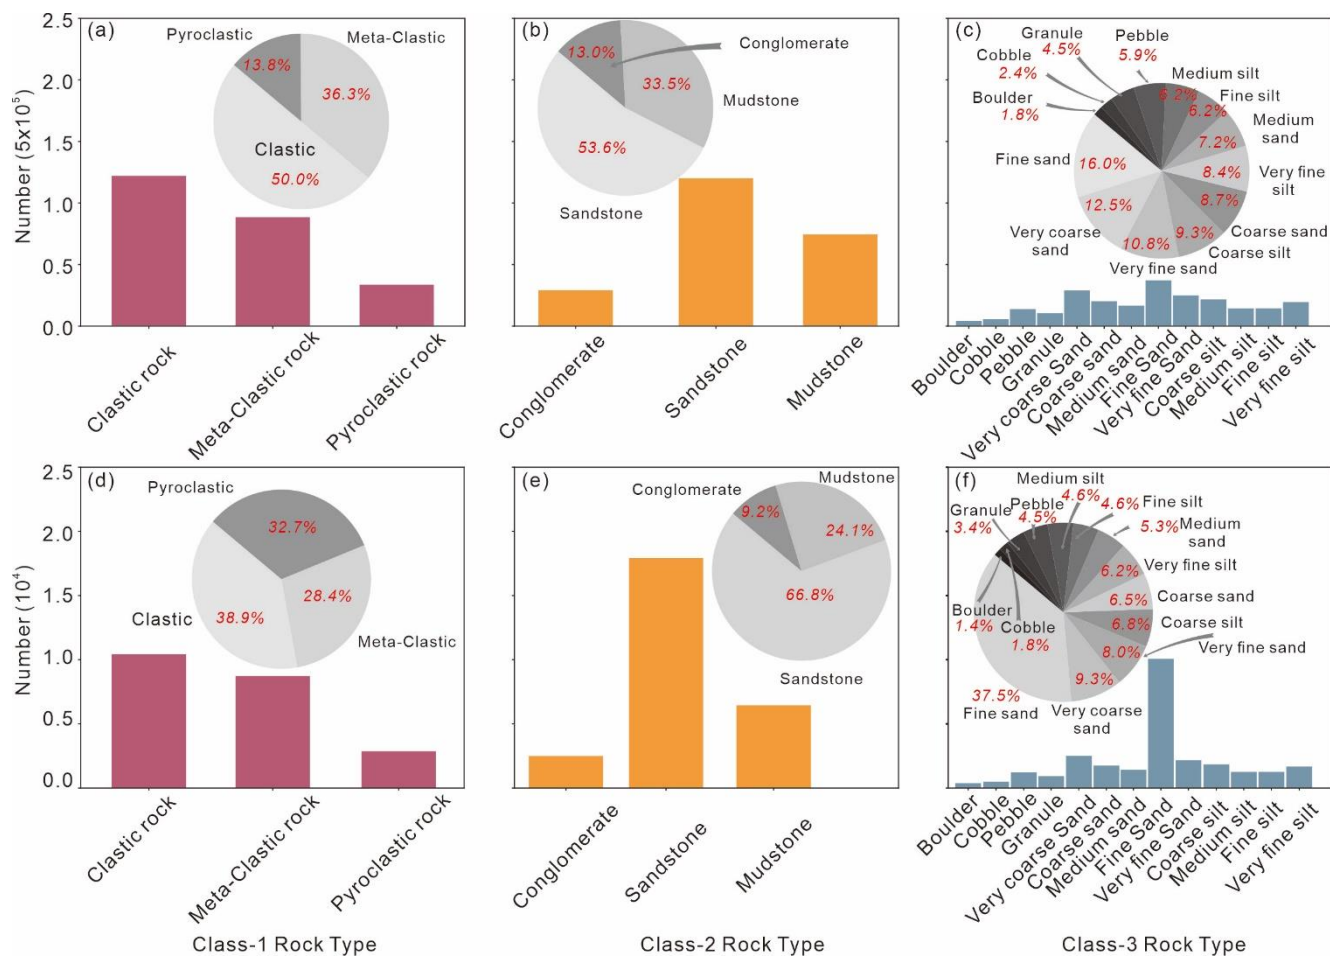 (a)
Pyroclastic
Meta-Clastic
13.8%
36.3%
Clastic
50.0%
Number (5x10⁵)
2.5
2.0
1.5
1.0
0.5
0.0
Clastic rock
Meta-Clastic rock
Pyroclastic rock
(b)
13.0%
Conglomerate
33.5%
Mudstone
53.6%
Sandstone
Conglomerate
Sandstone
Mudstone
(c)
Granule
4.5%
Pebble
5.9%
Cobble
2.4%
Medium silt
6.2%
Fine silt
6.2%
Boulder
1.8%
Medium
sand
7.2%
Fine sand
16.0%
8.4%
Very fine
silt
12.5%
8.7%
Very coarse
sand
10.8%
9.3%
Coarse sand
Coarse silt
Very fine sand
Boulder
Cobble
Pebble
Granule
Very coarse Sand
Coarse sand
Medium sand
Fine Sand
Very fine Sand
Coarse silt
Medium silt
Fine silt
Very fine silt
(d)
Pyroclastic
32.7%
28.4%
Clastic
38.9%
Meta-Clastic
Number (10⁴)
2.5
2.0
1.5
1.0
0.5
0.0
Clastic rock
Meta-Clastic rock
Pyroclastic rock
Class-1 Rock Type
(e)
Mudstone
Conglomerate
9.2%
24.1%
66.8%
Sandstone
Conglomerate
Sandstone
Mudstone
Class-2 Rock Type
(f)
Medium silt
4.6%
Granule
3.4%
Pebble
4.5%
4.6%
Fine silt
5.3%
Medium
sand
6.2%
Very fine silt
6.5%
Coarse sand
Boulder
1.4%
Cobble
1.8%
6.8%
Coarse silt
8.0%
Very fine sand
9.3%
37.5%
Fine sand
Very coarse
sand
Boulder
Cobble
Pebble
Granule
Very coarse Sand
Coarse sand
Medium sand
Fine Sand
Very fine Sand
Coarse silt
Medium silt
Fine silt
Very fine silt
Class-3 Rock Type